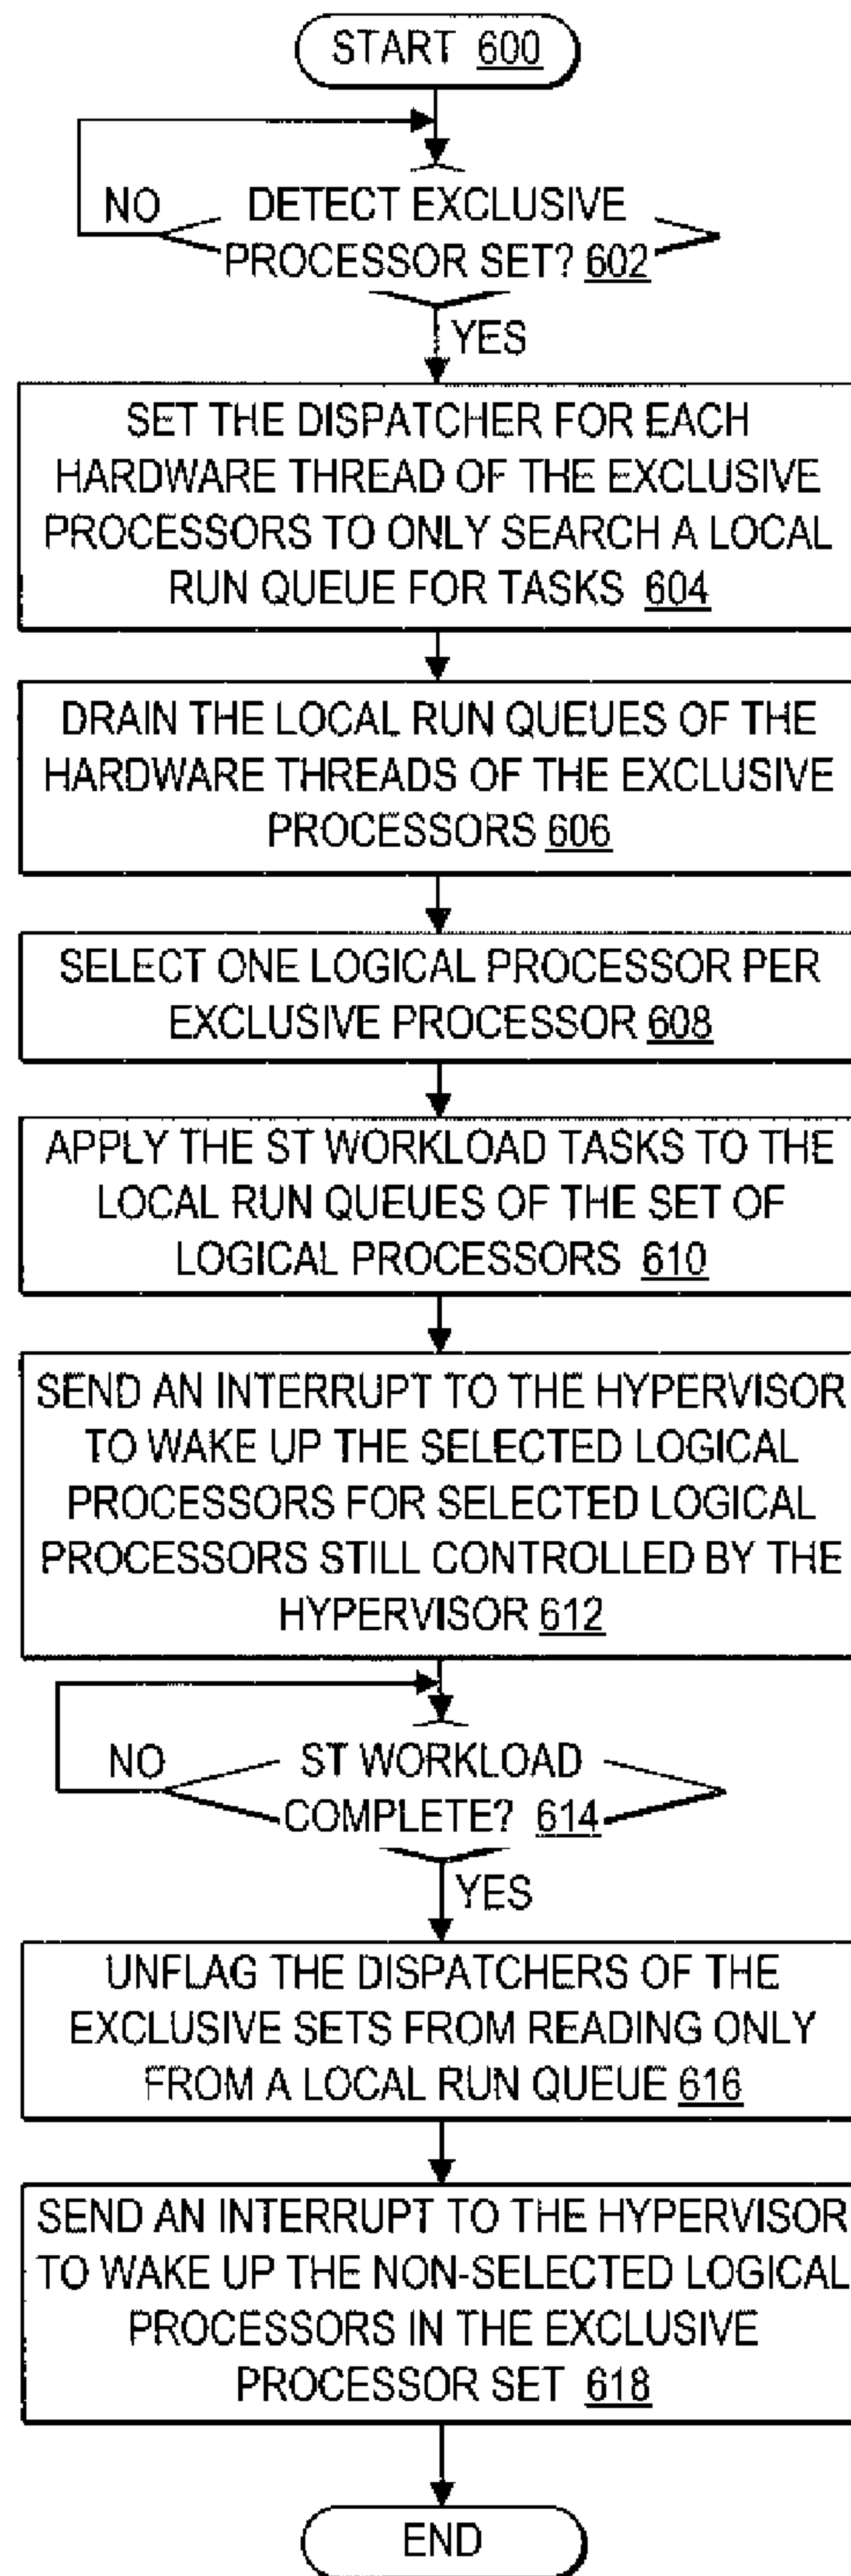 START 600
NO
DETECT EXCLUSIVE
PROCESSOR SET? 602
YES
SET THE DISPATCHER FOR EACH
HARDWARE THREAD OF THE EXCLUSIVE
PROCESSORS TO ONLY SEARCH A LOCAL
RUN QUEUE FOR TASKS 604
DRAIN THE LOCAL RUN QUEUES OF THE
HARDWARE THREADS OF THE EXCLUSIVE
PROCESSORS 606
SELECT ONE LOGICAL PROCESSOR PER
EXCLUSIVE PROCESSOR 608
APPLY THE ST WORKLOAD TASKS TO THE
LOCAL RUN QUEUES OF THE SET OF
LOGICAL PROCESSORS 610
SEND AN INTERRUPT TO THE HYPERVISOR
TO WAKE UP THE SELECTED LOGICAL
PROCESSORS FOR SELECTED LOGICAL
PROCESSORS STILL CONTROLLED BY THE
HYPERVISOR 612
NO
ST WORKLOAD
COMPLETE? 614
YES
UNFLAG THE DISPATCHERS OF THE
EXCLUSIVE SETS FROM READING ONLY
FROM A LOCAL RUN QUEUE 616
SEND AN INTERRUPT TO THE HYPERVISOR
TO WAKE UP THE NON-SELECTED LOGICAL
PROCESSORS IN THE EXCLUSIVE
PROCESSOR SET 618
END